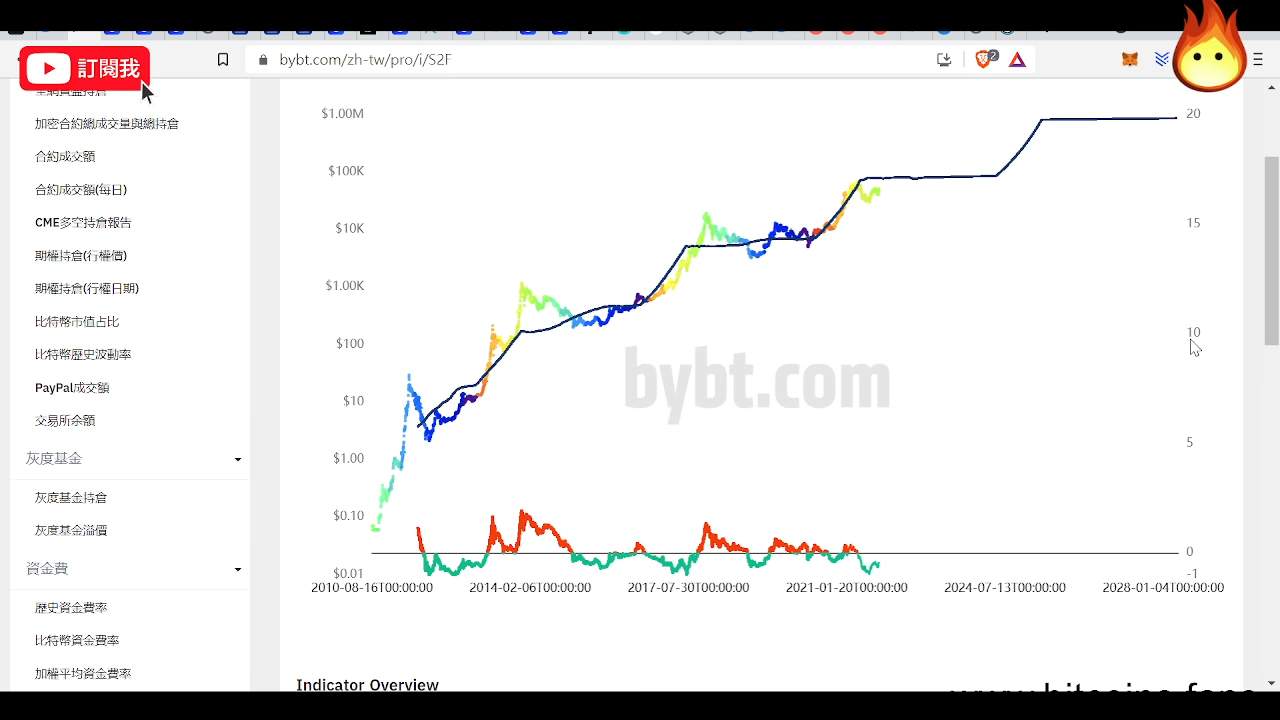 訂閱我
bybt.com/zh-tw/pro/i/S2F
2
加密合約總成交量與總持倉
合約成交額
合約成交額(每日)
CME多空持倉報告
期權持倉(行權價)
期權持倉(行權日期)
比特幣市值占比
比特幣歷史波動率
PayPal成交額
交易所余額
灰度基金
灰度基金持倉
灰度基金溢價
資金費
歷史資金費率
比特幣資金費率
加權平均資金費率
$1.00M
$100K
$10K
$1.00K
$100
$10
$1.00
$0.10
$0.01
20
15
10
5
0
-1
bybt.com
2010-08-16T00:00:00
2014-02-06T00:00:00
2017-07-30T00:00:00
2021-01-20T00:00:00
2024-07-13T00:00:00
2028-01-04T00:00:00
Indicator Overview